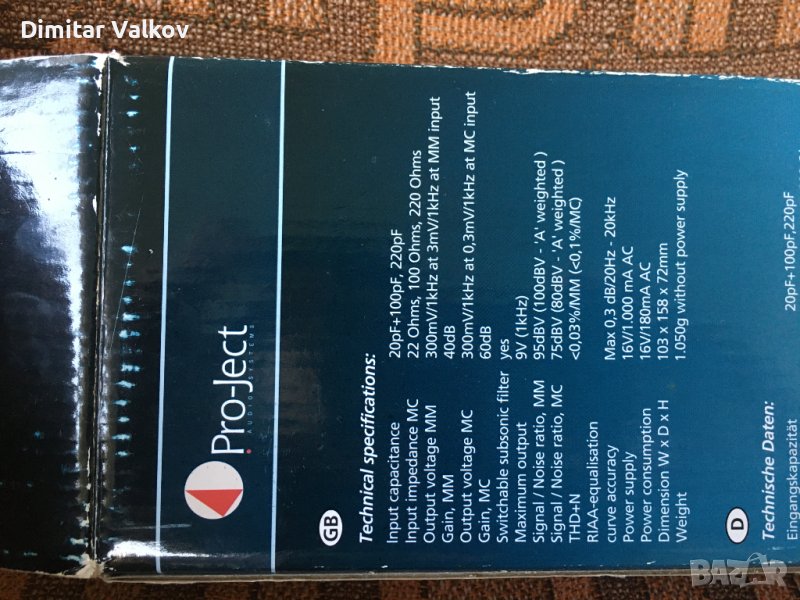 Dimitar Valkov
Pro-Ject
AUDIO SYSTEMS
GB
Technical specifications:
Input capacitance 20pF+100pF, 220pF
Input impedance MC 22 Ohms, 100 Ohms, 220 Ohms
Output voltage MM 300mV/1kHz at 3mV/1kHz at MM input
Gain, MM 40dB
Output voltage MC 300mV/1kHz at 0,3mV/1kHz at MC input
Gain, MC 60dB
Switchable subsonic filter yes
Maximum output 9V (1kHz)
Signal / Noise ratio, MM 95dBV (100dBV - 'A' weighted)
Signal / Noise ratio, MC 75dBV (80dBV - 'A' weighted)
THD+N <0,03%/MM (<0,1%/MC)
RIAA-equalisation
curve accuracy Max 0,3 dB/20Hz - 20kHz
Power supply 16V/1.000 mA AC
Power consumption 16V/180mA AC
Dimension W x D x H 103 x 158 x 72mm
Weight 1.050g without power supply
D
Technische Daten:
Eingangskapazität 20pF+100pF,220pF
BAZAR